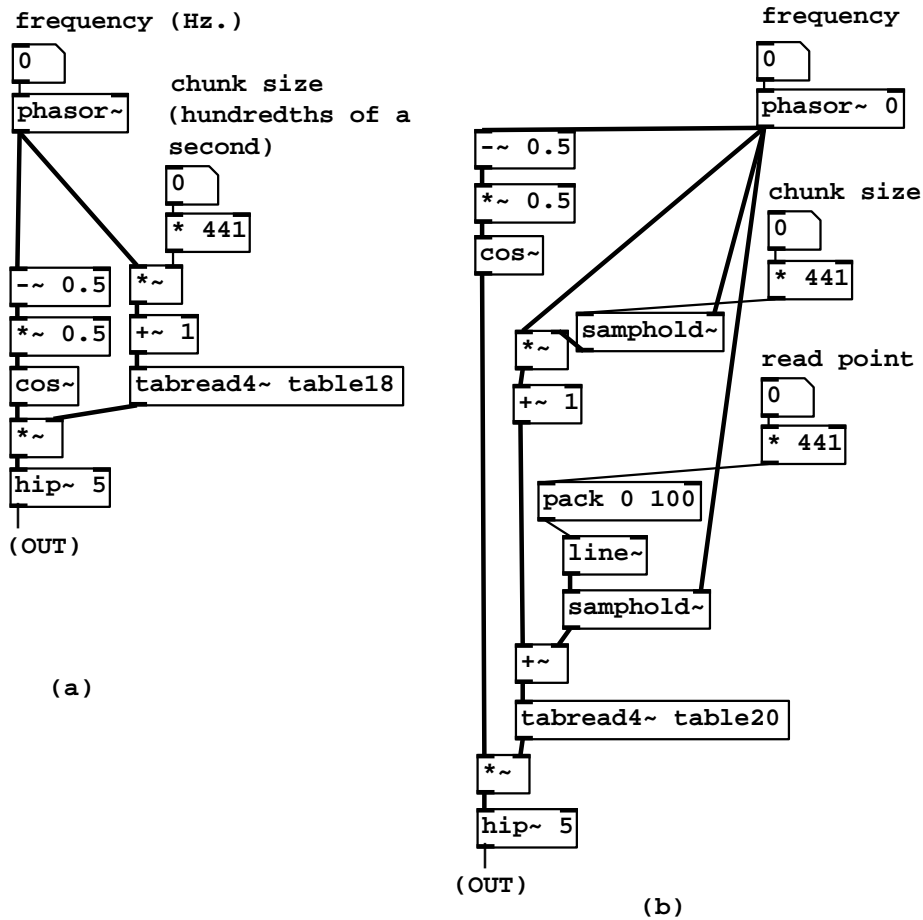 frequency (Hz.)
0
phasor~
chunk size
(hundredths of a
second)
0
* 441
-~ 0.5
*~
*~ 0.5
+~ 1
cos~
tabread4~ table18
*~
hip~ 5
(OUT)
(a)
frequency
0
phasor~ 0
-~ 0.5
*~ 0.5
cos~
chunk size
0
* 441
samphold~
*~
+~ 1
read point
0
* 441
pack 0 100
line~
samphold~
+~
tabread4~ table20
*~
hip~ 5
(OUT)
(b)